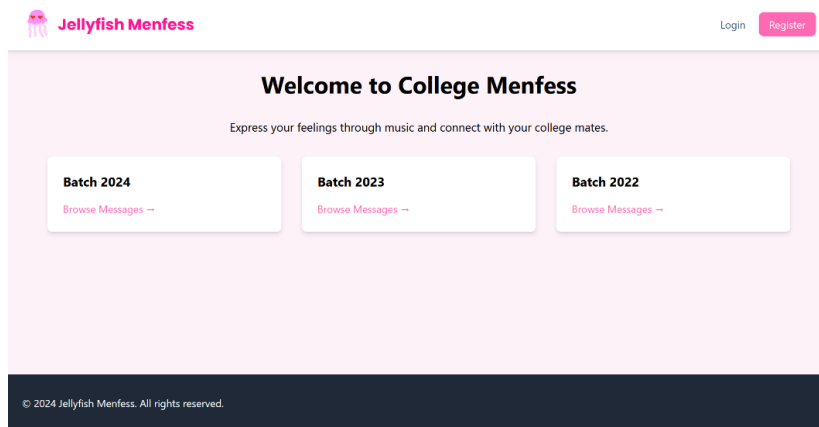 Jellyfish Menfess
Login
Register
Welcome to College Menfess
Express your feelings through music and connect with your college mates.
Batch 2024
Browse Messages →
Batch 2023
Browse Messages →
Batch 2022
Browse Messages →
© 2024 Jellyfish Menfess. All rights reserved.